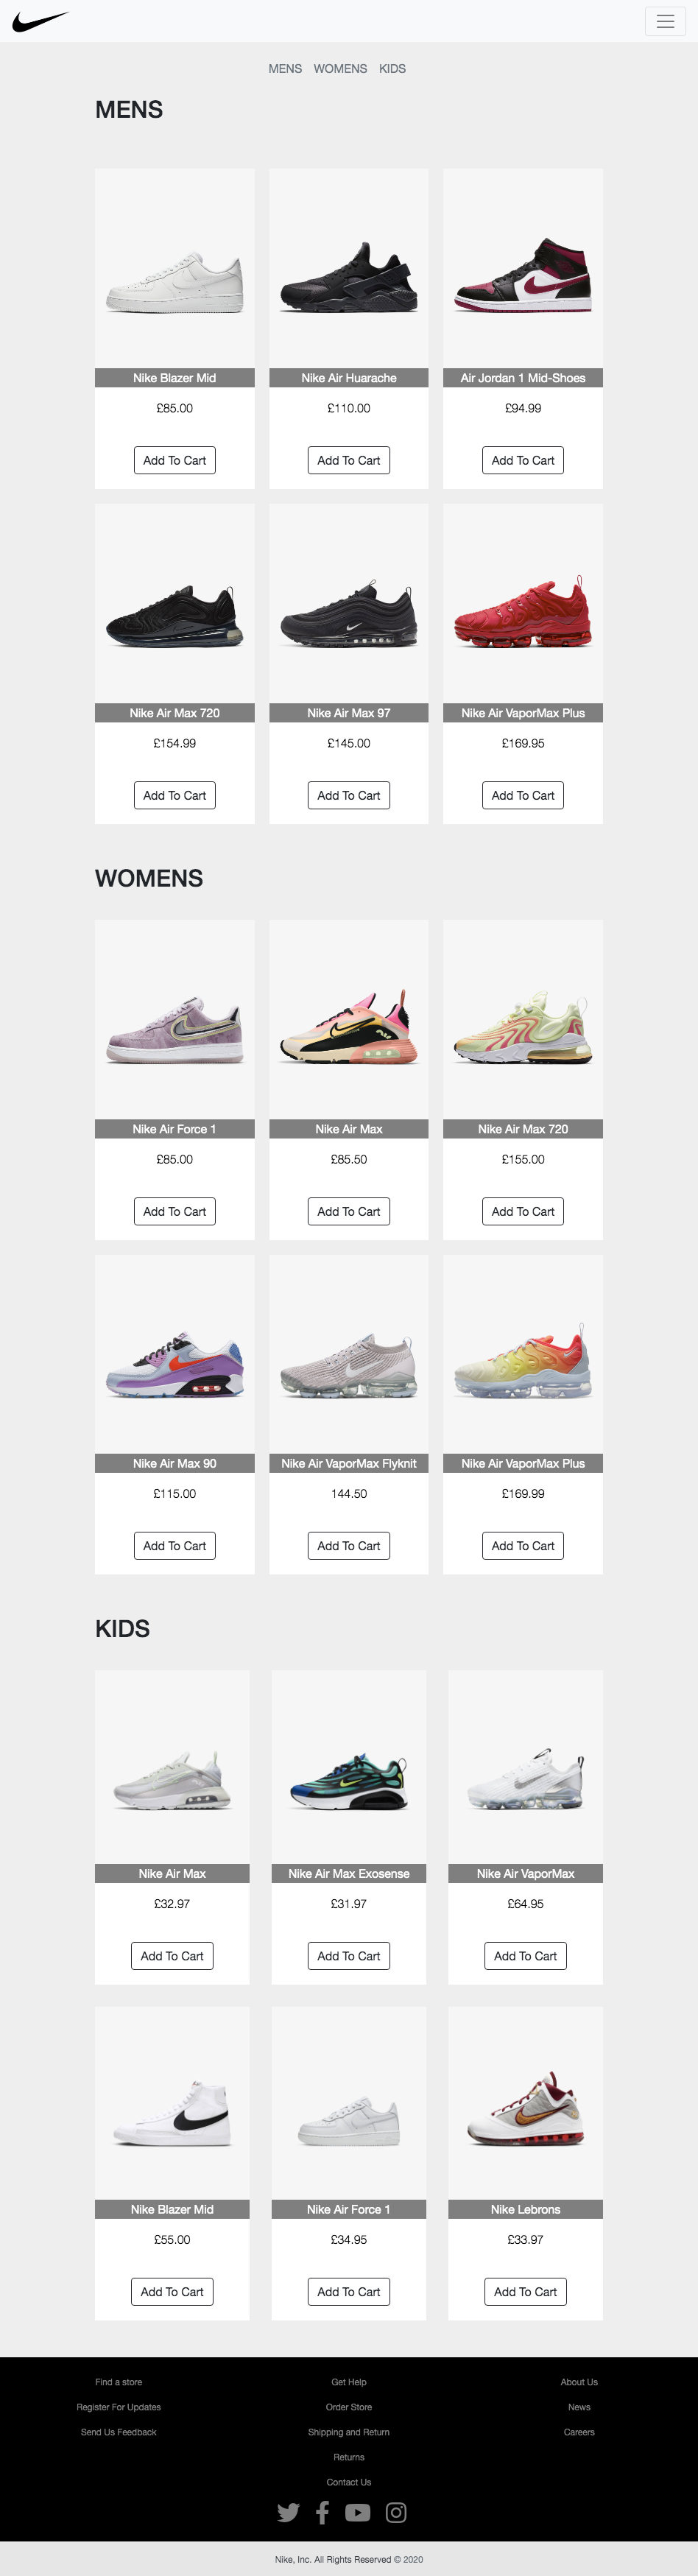 MENS WOMENS KIDS
MENS
Nike Blazer Mid
£85.00
Add To Cart
Nike Air Huarache
£110.00
Add To Cart
Air Jordan 1 Mid-Shoes
£94.99
Add To Cart
Nike Air Max 720
£154.99
Add To Cart
Nike Air Max 97
£145.00
Add To Cart
Nike Air VaporMax Plus
£169.95
Add To Cart
WOMENS
Nike Air Force 1
£85.00
Add To Cart
Nike Air Max
£85.50
Add To Cart
Nike Air Max 720
£155.00
Add To Cart
Nike Air Max 90
£115.00
Add To Cart
Nike Air VaporMax Flyknit
144.50
Add To Cart
Nike Air VaporMax Plus
£169.99
Add To Cart
KIDS
Nike Air Max
£32.97
Add To Cart
Nike Air Max Exosense
£31.97
Add To Cart
Nike Air VaporMax
£64.95
Add To Cart
Nike Blazer Mid
£55.00
Add To Cart
Nike Air Force 1
£34.95
Add To Cart
Nike Lebrons
£33.97
Add To Cart
Find a store
Register For Updates
Send Us Feedback
Get Help
Order Store
Shipping and Return
Returns
Contact Us
About Us
News
Careers
Nike, Inc. All Rights Reserved © 2020